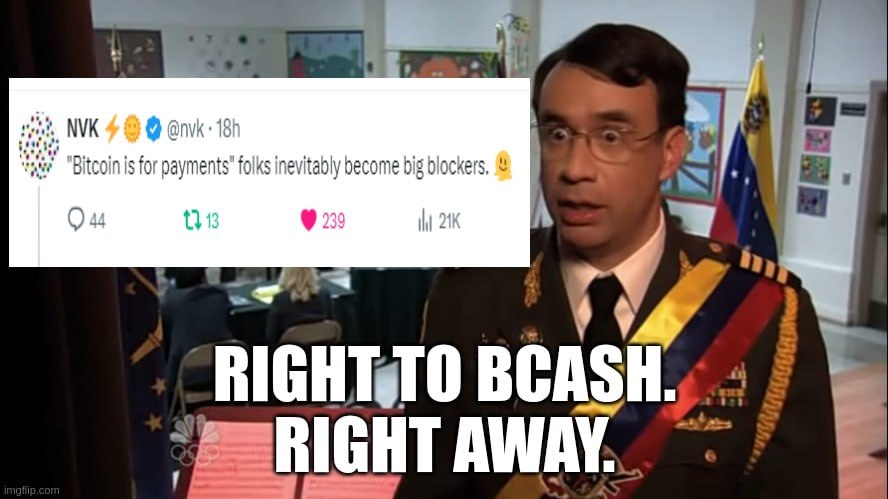 NVK ⚡🌞 @nvk · 18h
"Bitcoin is for payments" folks inevitably become big blockers. 🫠
44 13 239 21K
RIGHT TO BCASH.
RIGHT AWAY.
NBC
imgflip.com